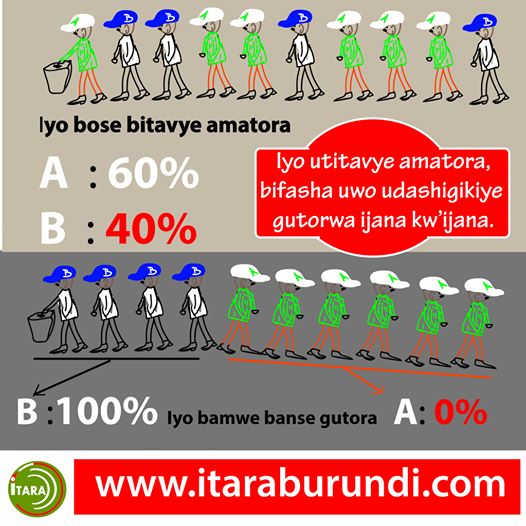 A B B A A B A A A B
Iyo bose bitavye amatora
A : 60%
B : 40%
Iyo utitavye amatora,
bifasha uwo udashigikiye
gutorwa ijana kw'ijana.
B B B B A A A A A A
B :100% Iyo bamwe banse gutora A: 0%
iTARA
www.itaraburundi.com